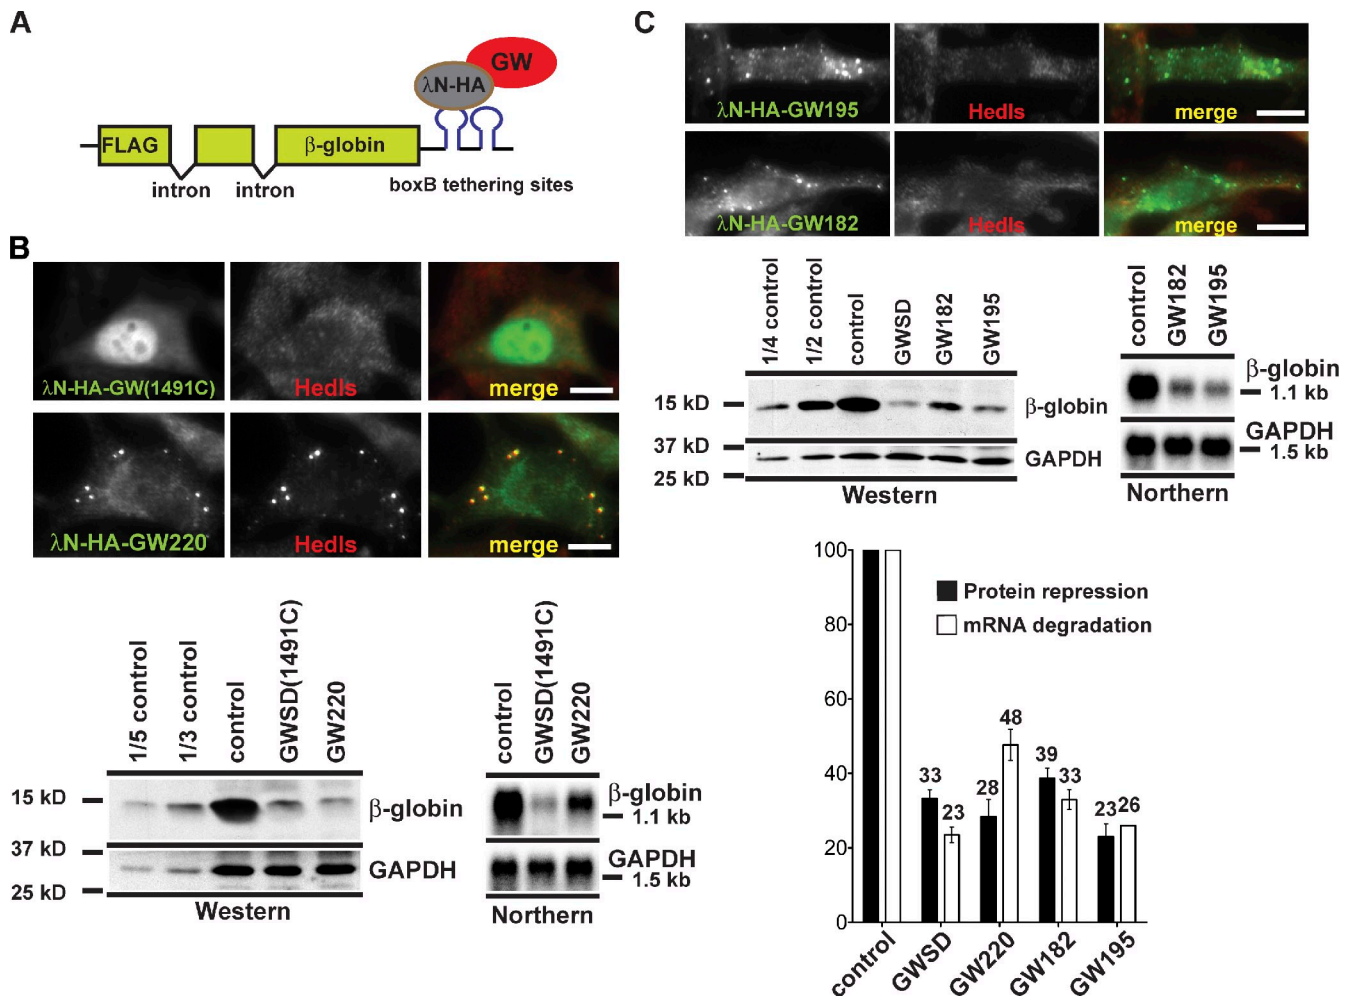 A
GW
λN-HA
FLAG
β-globin
intron
intron
boxB tethering sites
B
λN-HA-GW(1491C)
Hedls
merge
λN-HA-GW220
Hedls
merge
1/5 control
1/3 control
control
GWSD(1491C)
GW220
15 kD
β-globin
37 kD
GAPDH
25 kD
Western
control
GWSD(1491C)
GW220
β-globin
1.1 kb
GAPDH
1.5 kb
Northern
C
λN-HA-GW195
Hedls
merge
λN-HA-GW182
Hedls
merge
1/4 control
1/2 control
control
GWSD
GW182
GW195
15 kD
β-globin
37 kD
GAPDH
25 kD
Western
control
GW182
GW195
β-globin
1.1 kb
GAPDH
1.5 kb
Northern
100
80
60
40
20
0
Protein repression
mRNA degradation
33
23
28
48
39
33
23
26
control
GWSD
GW220
GW182
GW195